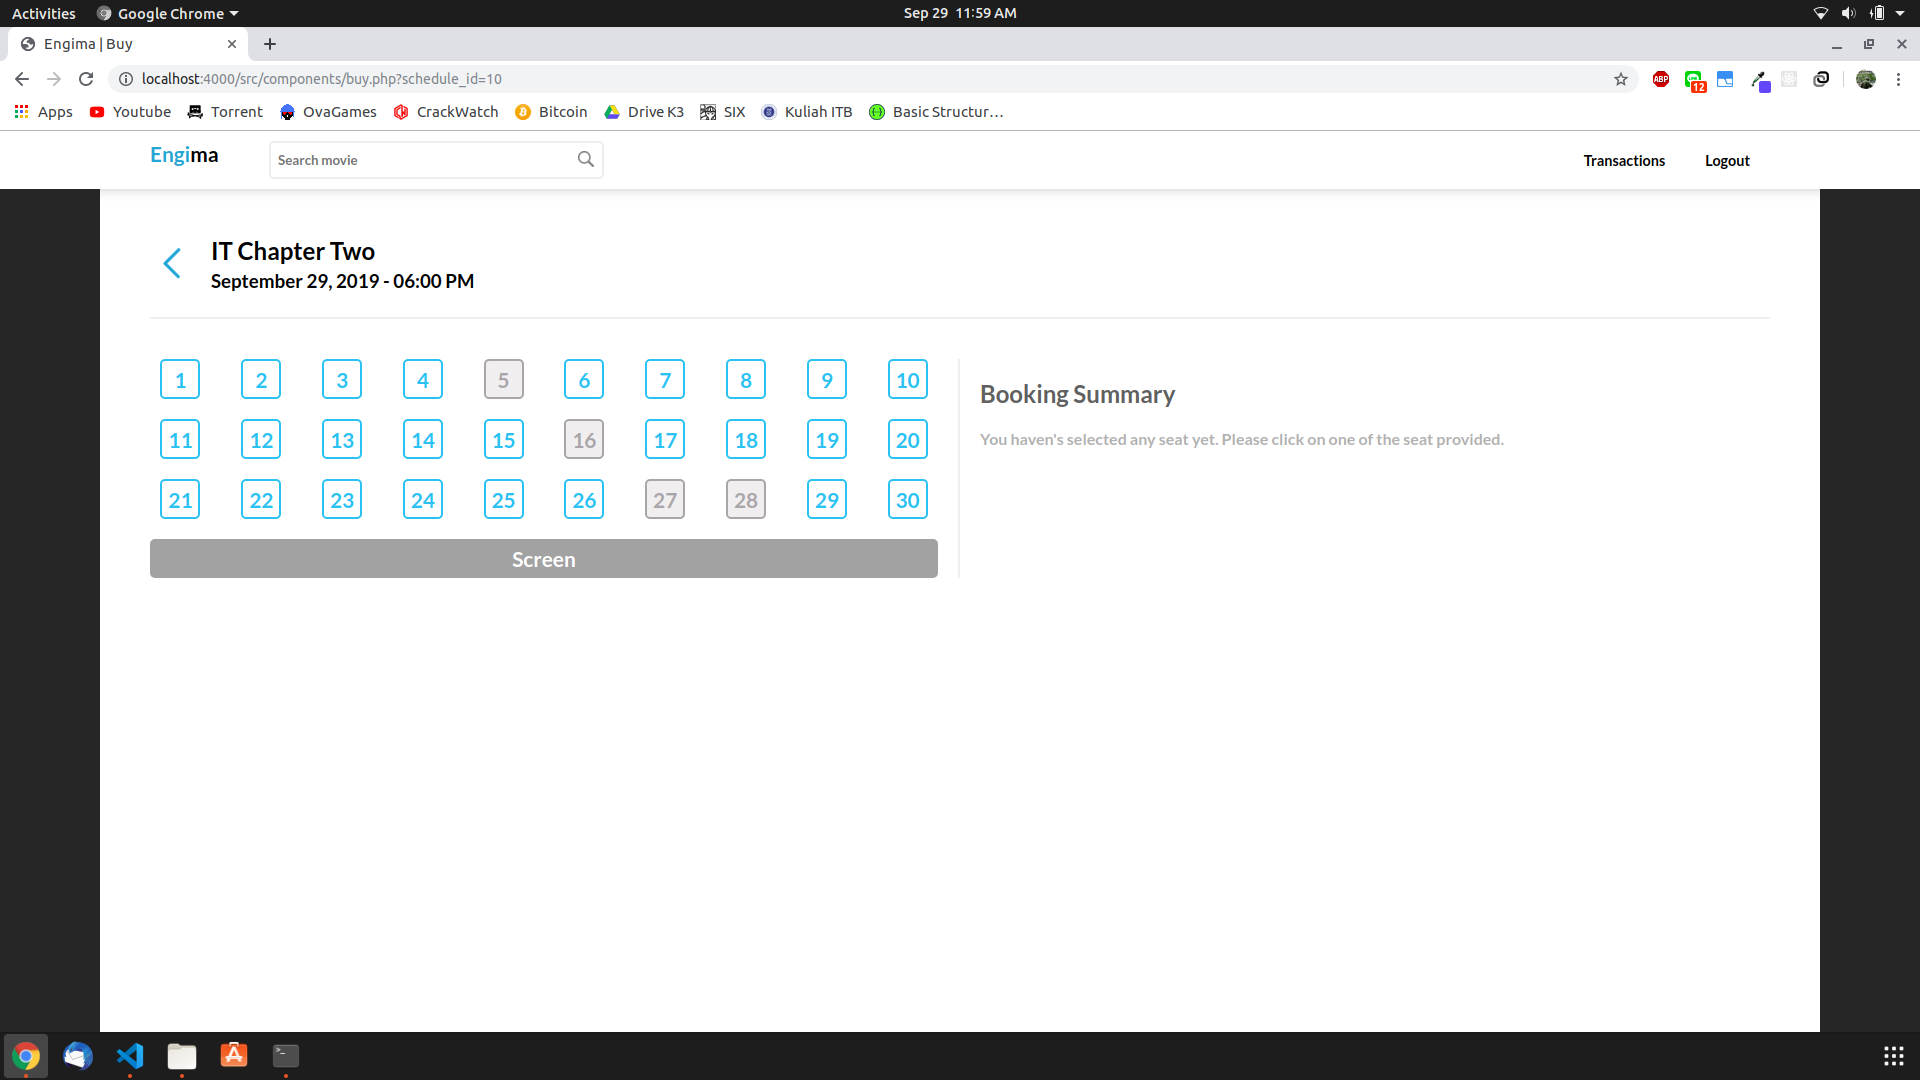 Activities Google Chrome Sep 29 11:59 AM
Engima | Buy
localhost:4000/src/components/buy.php?schedule_id=10 ABP 12
Apps Youtube Torrent OvaGames CrackWatch Bitcoin Drive K3 SIX Kuliah ITB Basic Structur...
Engima Search movie Transactions Logout
IT Chapter Two
September 29, 2019 - 06:00 PM
1 2 3 4 5 6 7 8 9 10
11 12 13 14 15 16 17 18 19 20
21 22 23 24 25 26 27 28 29 30
Screen
Booking Summary
You haven's selected any seat yet. Please click on one of the seat provided.